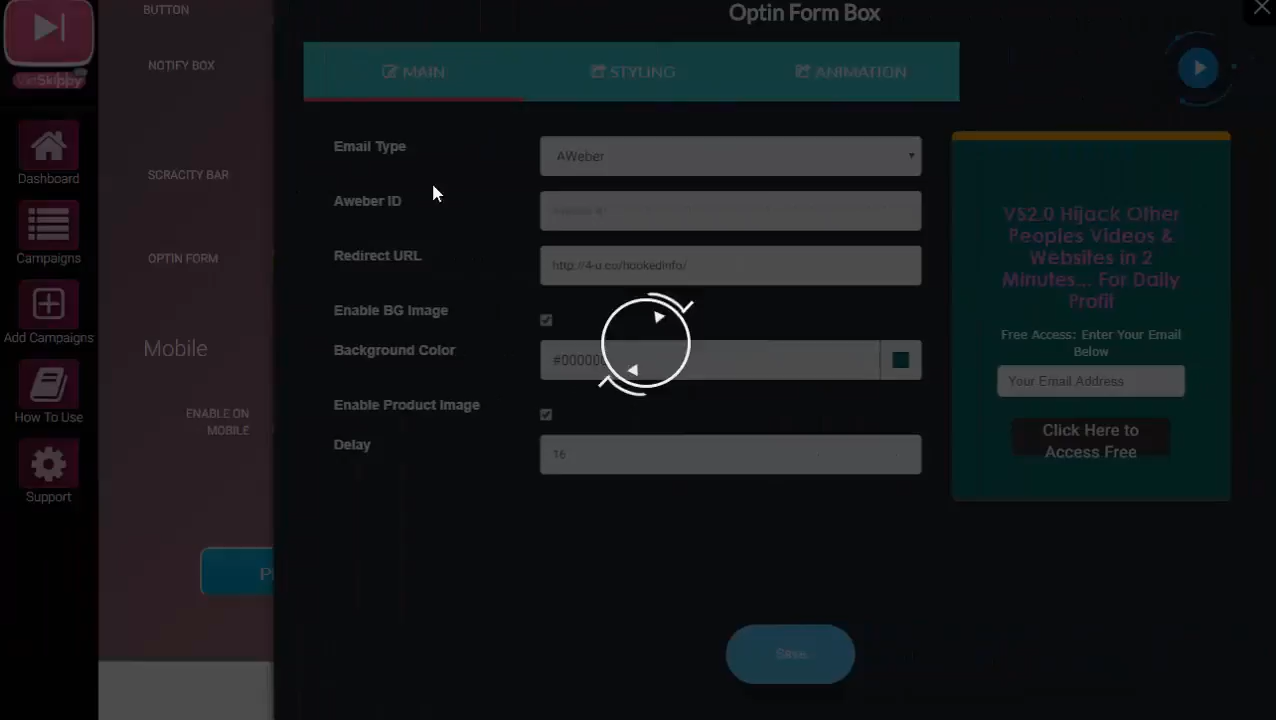 BUTTON
NOTIFY BOX
SCRACITY BAR
OPTIN FORM
Mobile
ENABLE ON
MOBILE
VidSkippy
Dashboard
Campaigns
Add Campaigns
How To Use
Support
Optin Form Box
MAIN
STYLING
ANIMATION
Email Type
AWeber
Aweber ID
Redirect URL
http://4-u.co/hookedinfo/
Enable BG Image
Background Color
#000000
Enable Product Image
Delay
16
Save
VS2.0 Hijack Other
Peoples Videos &
Websites in 2
Minutes... For Daily
Profit
Free Access: Enter Your Email
Below
Your Email Address
Click Here to
Access Free